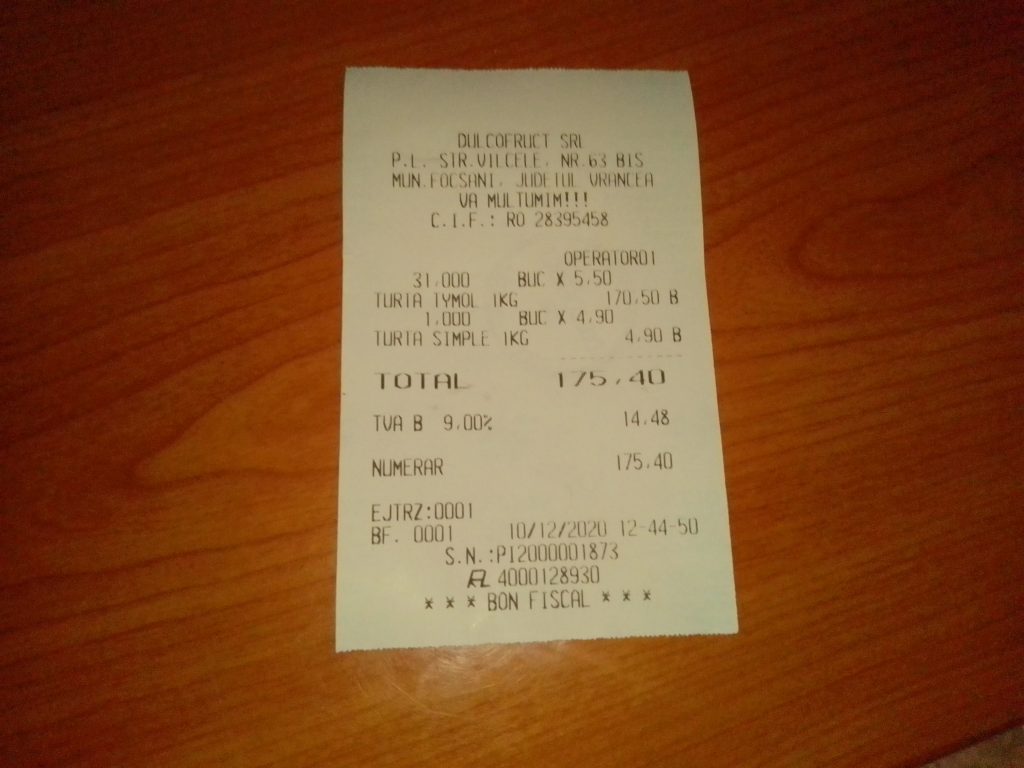 DULCOFRUCT SRL
P.L. STR.VILCELE, NR.63 BIS
MUN.FOCSANI, JUDETUL VRANCEA
VA MULTUMIM!!!
C.I.F.: RO 28395458
OPERATOR01
31,000 BUC X 5,50
TURTA TYMOL 1KG 170,50 B
1,000 BUC X 4,90
TURTA SIMPLE 1KG 4,90 B
TOTAL 175,40
TVA B 9,00% 14,48
NUMERAR 175,40
EJTRZ:0001
BF. 0001 10/12/2020 12-44-50
S.N.:PI2000001873
4000128930
* * * BON FISCAL * * *